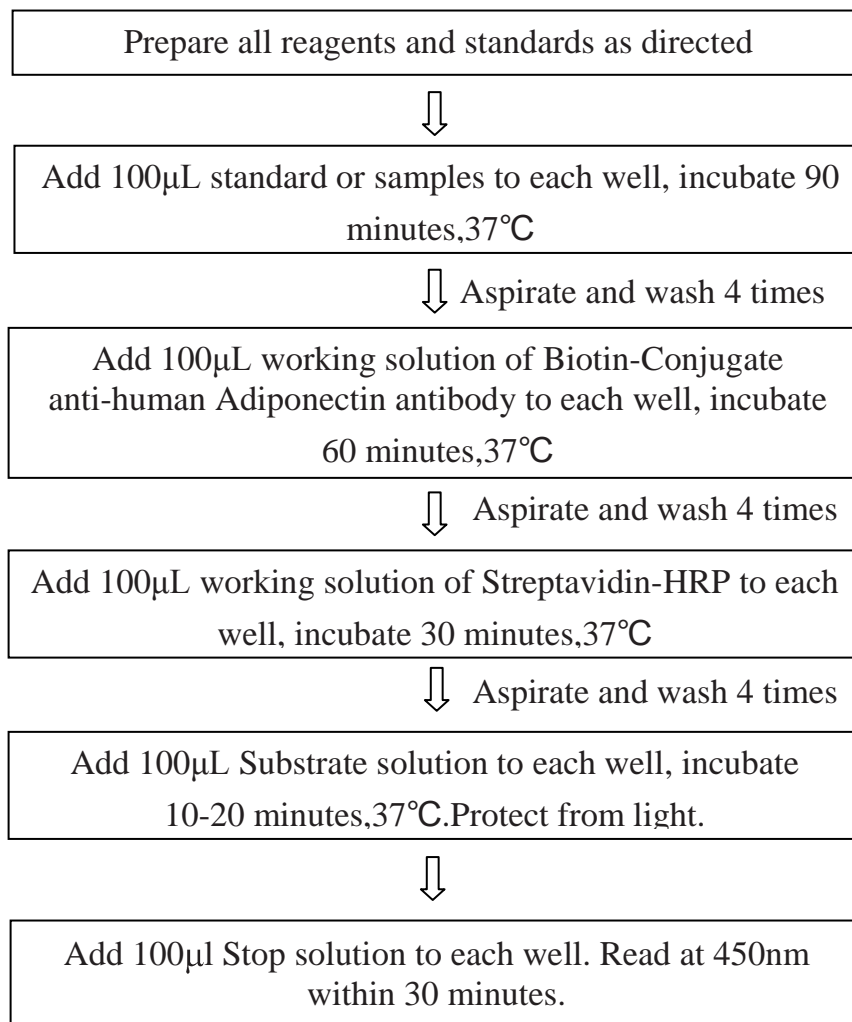 Prepare all reagents and standards as directed
Add 100μL standard or samples to each well, incubate 90
minutes,37℃
Aspirate and wash 4 times
Add 100μL working solution of Biotin-Conjugate
anti-human Adiponectin antibody to each well, incubate
60 minutes,37℃
Aspirate and wash 4 times
Add 100μL working solution of Streptavidin-HRP to each
well, incubate 30 minutes,37℃
Aspirate and wash 4 times
Add 100μL Substrate solution to each well, incubate
10-20 minutes,37℃.Protect from light.
Add 100μl Stop solution to each well. Read at 450nm
within 30 minutes.